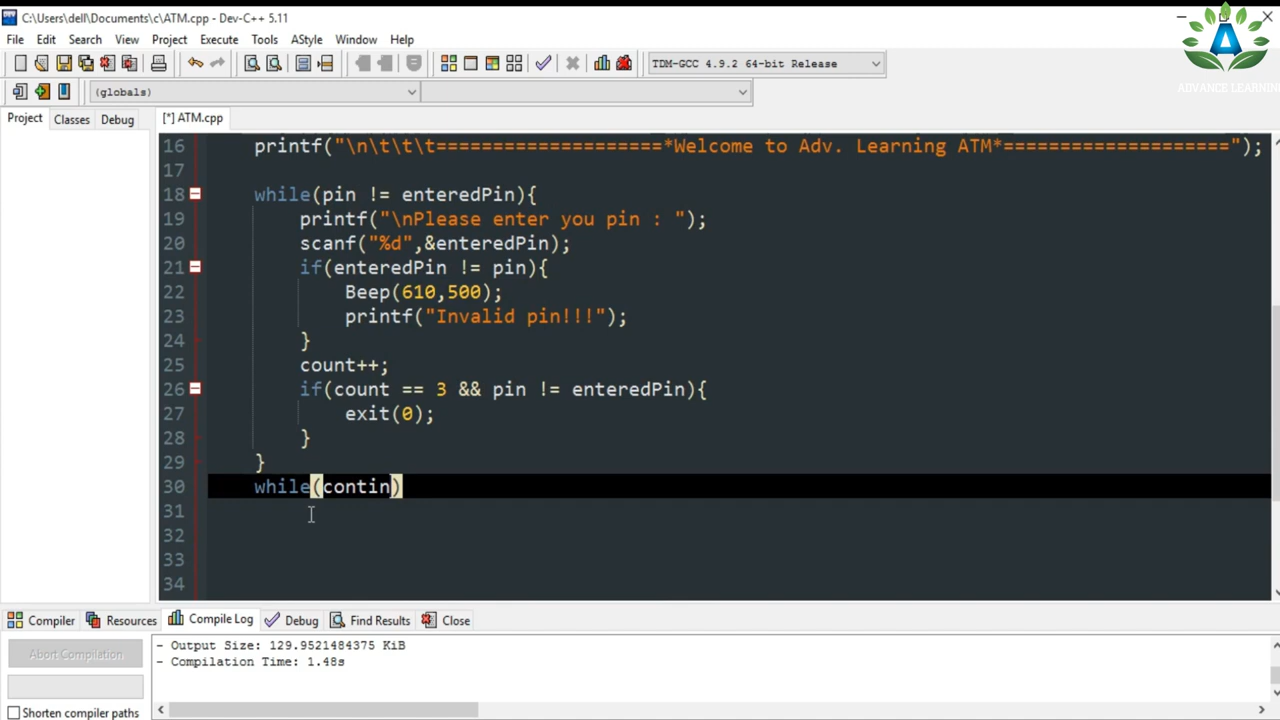 C:\Users\dell\Documents\c\ATM.cpp - Dev-C++ 5.11
File Edit Search View Project Execute Tools AStyle Window Help
TDM-GCC 4.9.2 64-bit Release
(globals)
ADVANCE LEARNIN
Project Classes Debug
[*] ATM.cpp
16 printf("\n\t\t\t====================*Welcome to Adv. Learning ATM*====================");
17
18 while(pin != enteredPin){
19 printf("\nPlease enter you pin : ");
20 scanf("%d",&enteredPin);
21 if(enteredPin != pin){
22 Beep(610,500);
23 printf("Invalid pin!!!");
24 }
25 count++;
26 if(count == 3 && pin != enteredPin){
27 exit(0);
28 }
29 }
30 while(contin)
31
32
33
34
Compiler Resources Compile Log Debug Find Results Close
Abort Compilation
- Output Size: 129.9521484375 KiB
- Compilation Time: 1.48s
Shorten compiler paths